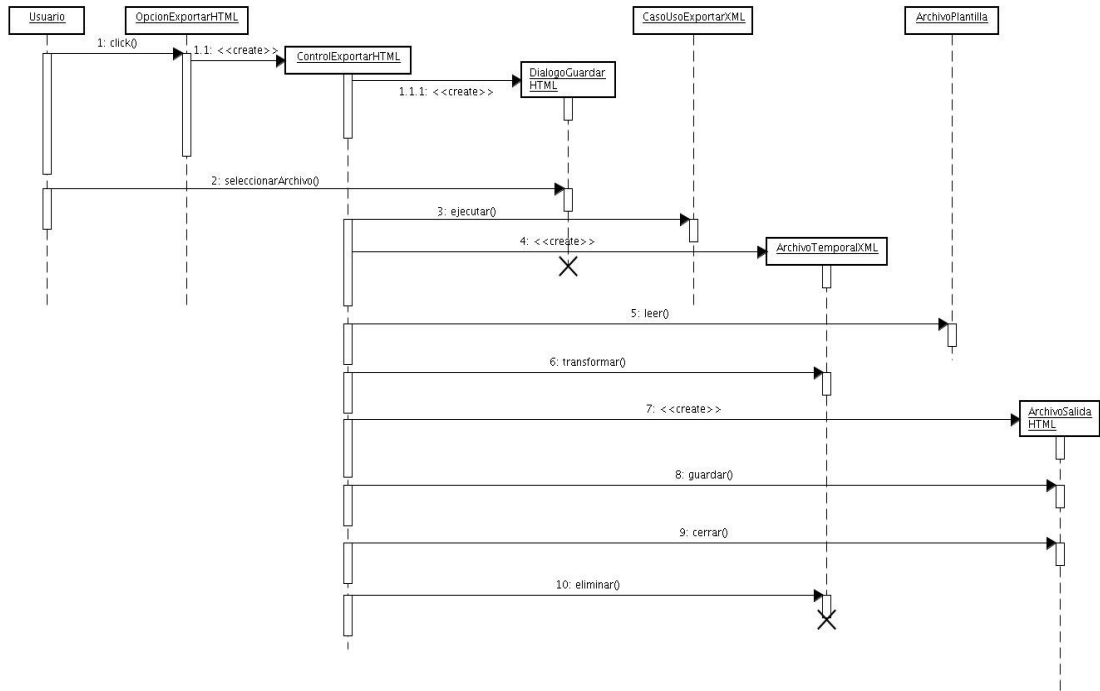 Usuario
OpcionExportarHTML
CasoUsoExportarXML
ArchivoPlantilla
1: click()
1.1: <<create>>
ControlExportarHTML
DialogoGuardar
HTML
1.1.1: <<create>>
2: seleccionarArchivo()
3: ejecutar()
4: <<create>>
ArchivoTemporalXML
5: leer()
6: transformar()
7: <<create>>
ArchivoSalida
HTML
8: guardar()
9: cerrar()
10: eliminar()